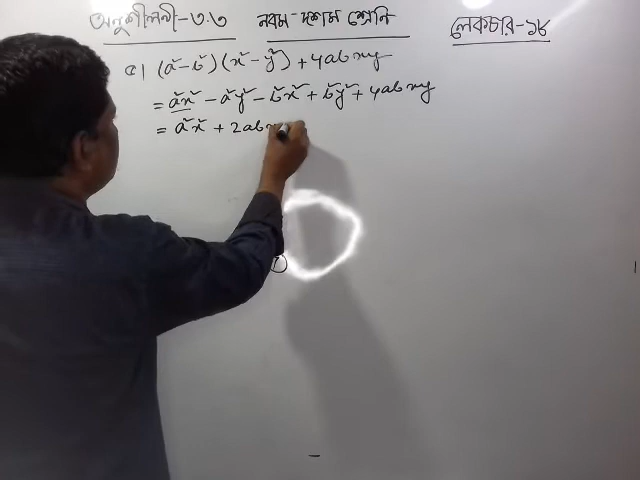 অনুশীলনী-৩.৩ নবম-দশম শ্রেণি লেকচার-১৮
৫। (a² - b²) (x² - y²) + 4abxy
= a²x² - a²y² - b²x² + b²y² + 4abxy
= a²x² + 2ab